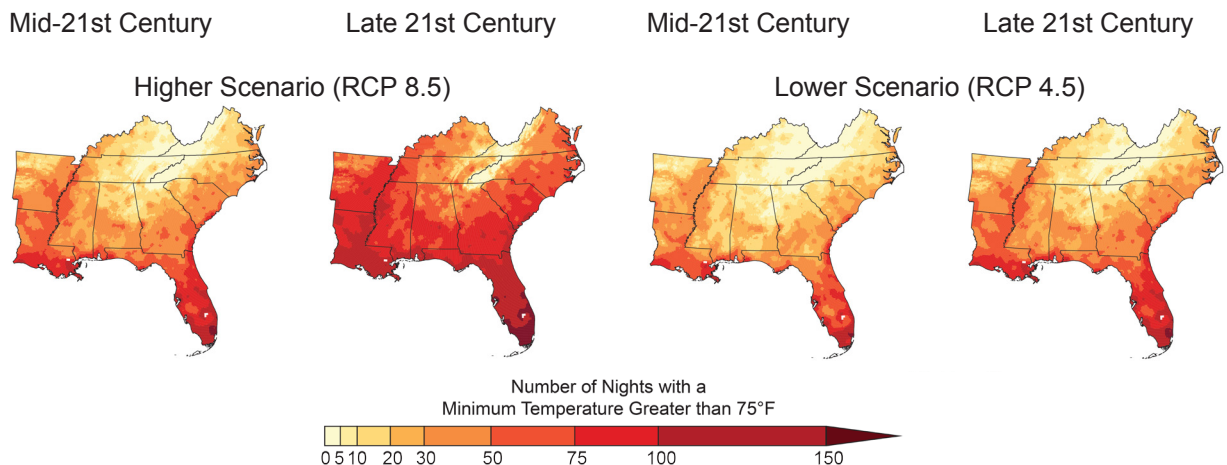 Mid-21st Century Late 21st Century Mid-21st Century Late 21st Century
Higher Scenario (RCP 8.5) Lower Scenario (RCP 4.5)
Number of Nights with a
Minimum Temperature Greater than 75°F
0 5 10 20 30 50 75 100 150